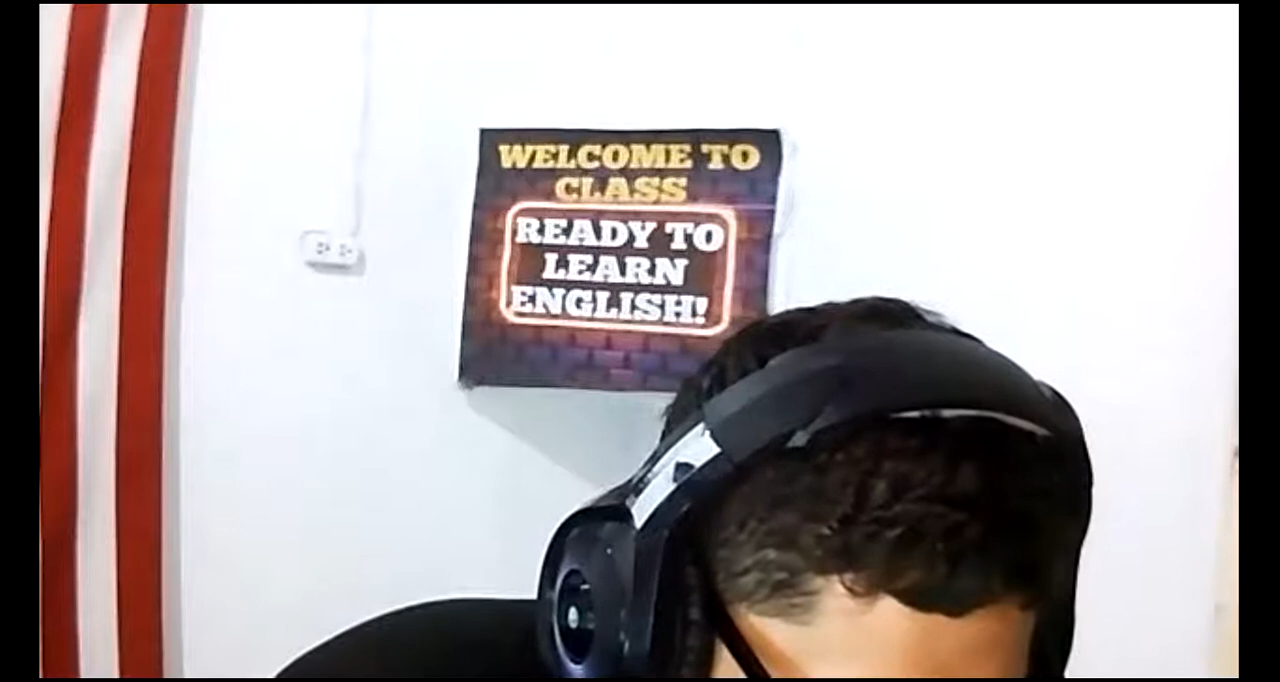 WELCOME TO
CLASS
READY TO
LEARN
ENGLISH!